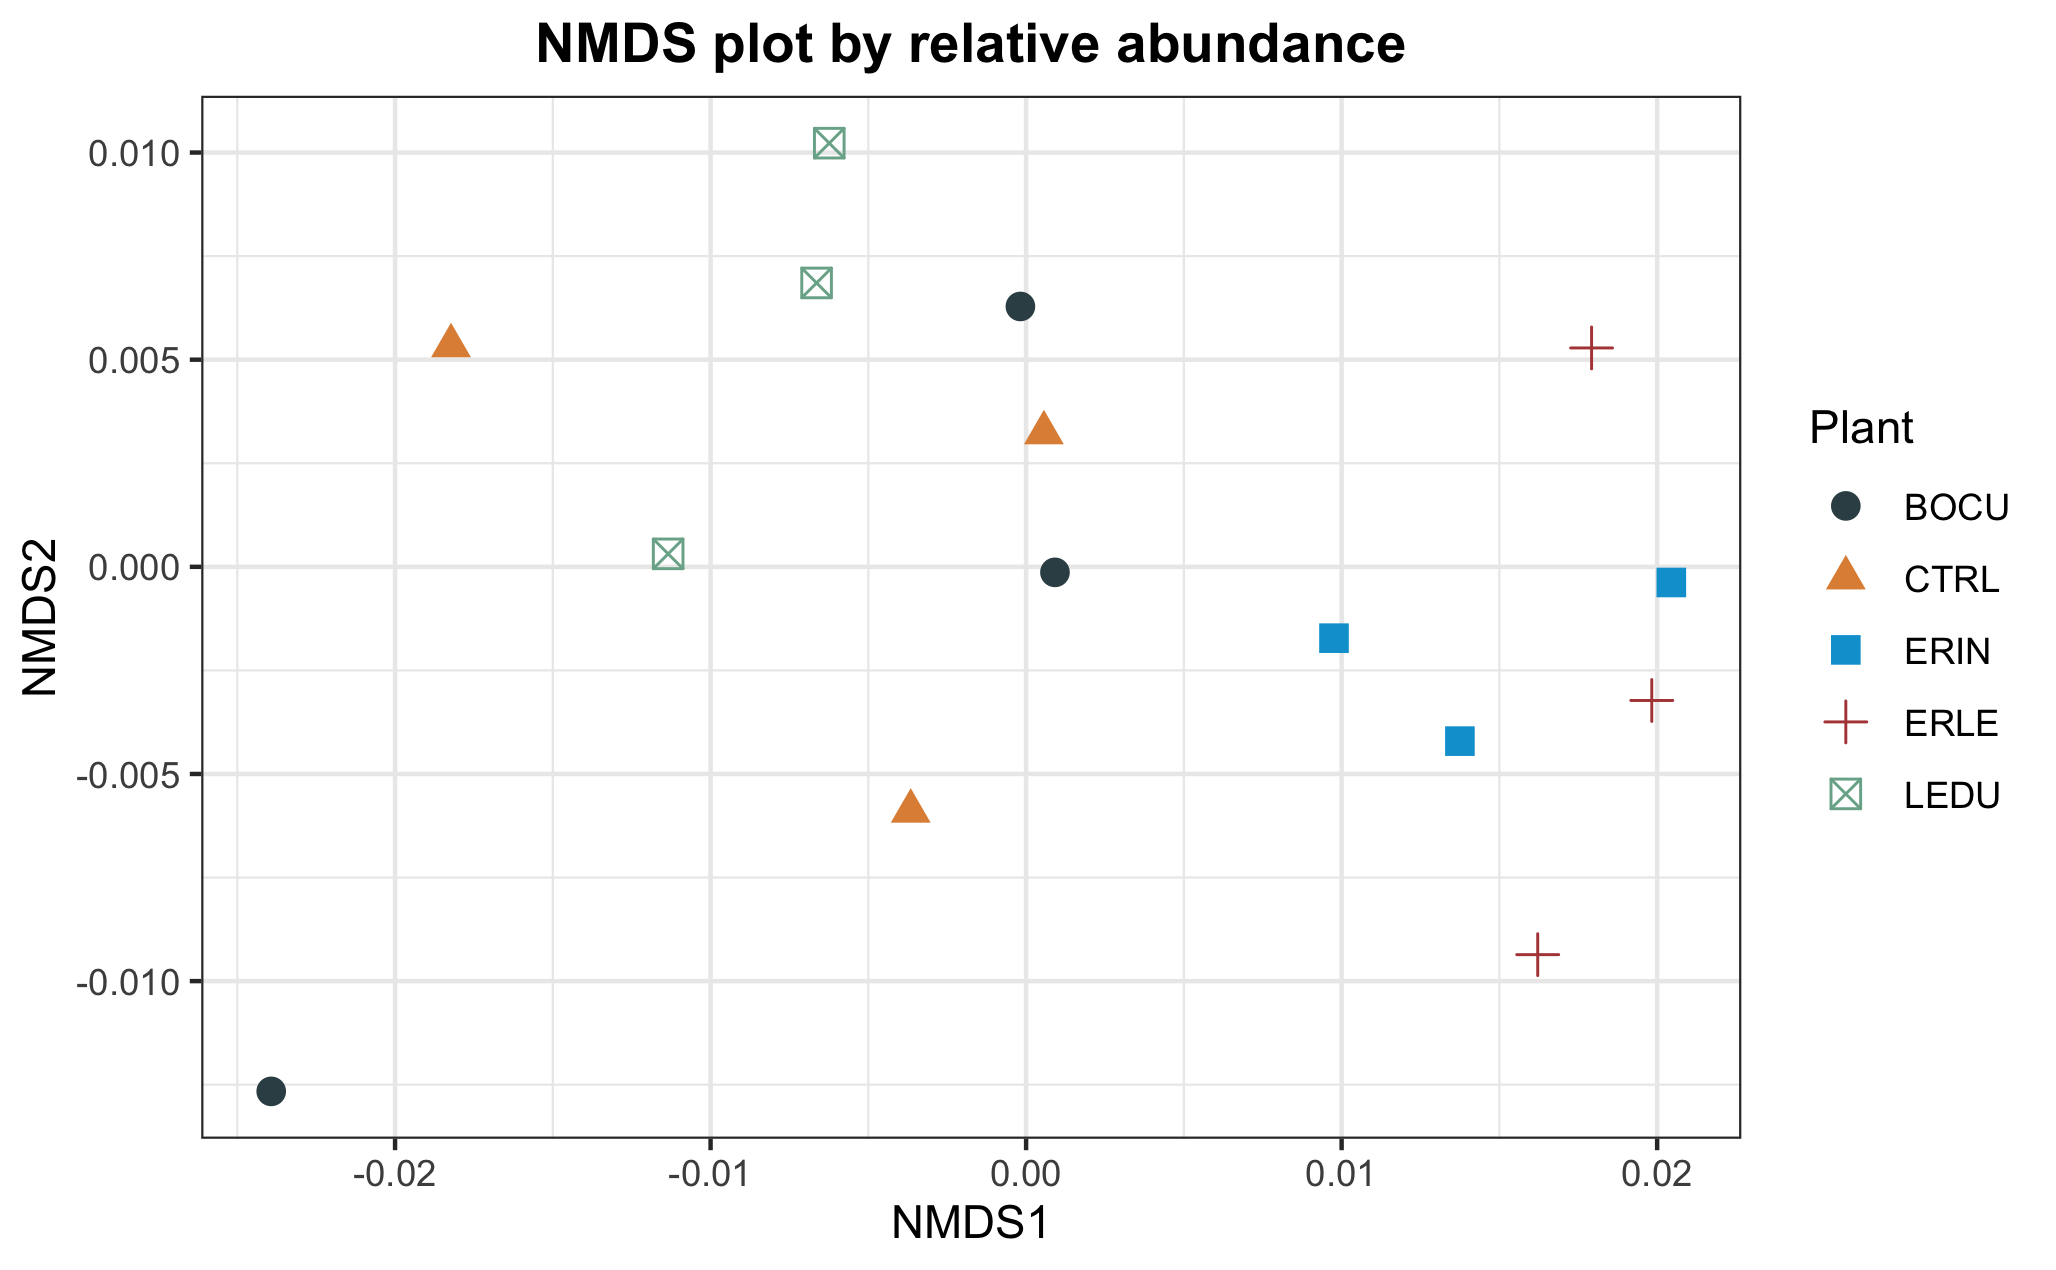 NMDS plot by relative abundance
0.010
0.005
0.000
-0.005
-0.010
NMDS2
-0.02
-0.01
0.00
0.01
0.02
NMDS1
Plant
BOCU
CTRL
ERIN
ERLE
LEDU